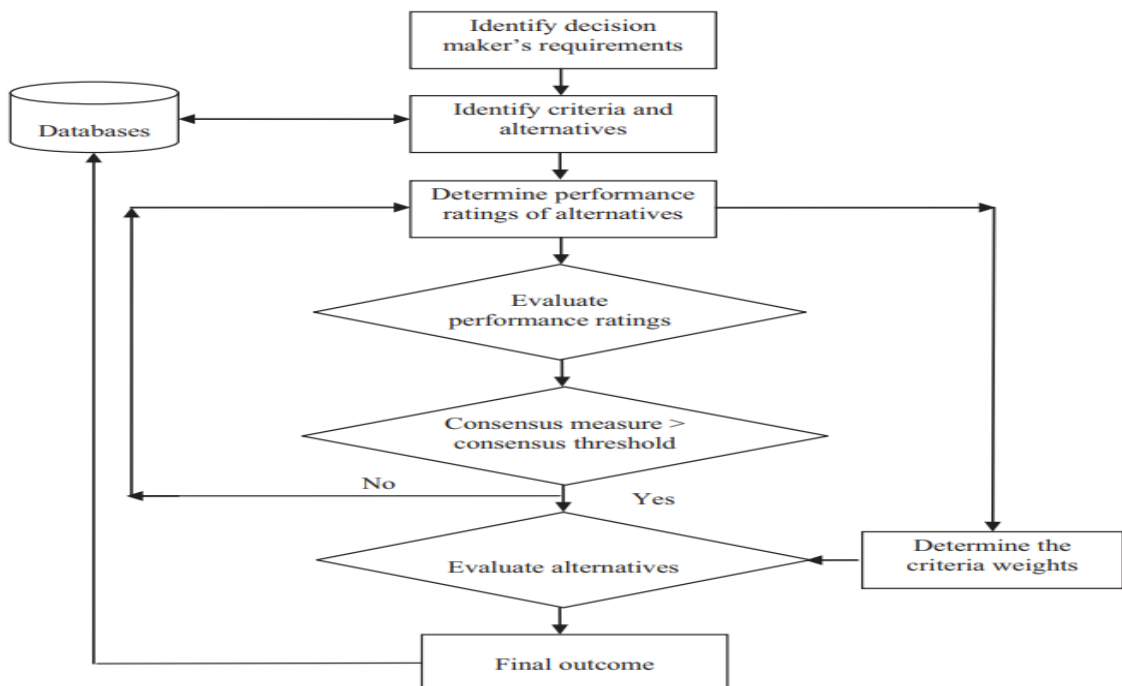 Identify decision
maker's requirements
Databases
Identify criteria and
alternatives
Determine performance
ratings of alternatives
Evaluate
performance ratings
Consensus measure >
consensus threshold
No
Yes
Evaluate alternatives
Determine the
criteria weights
Final outcome